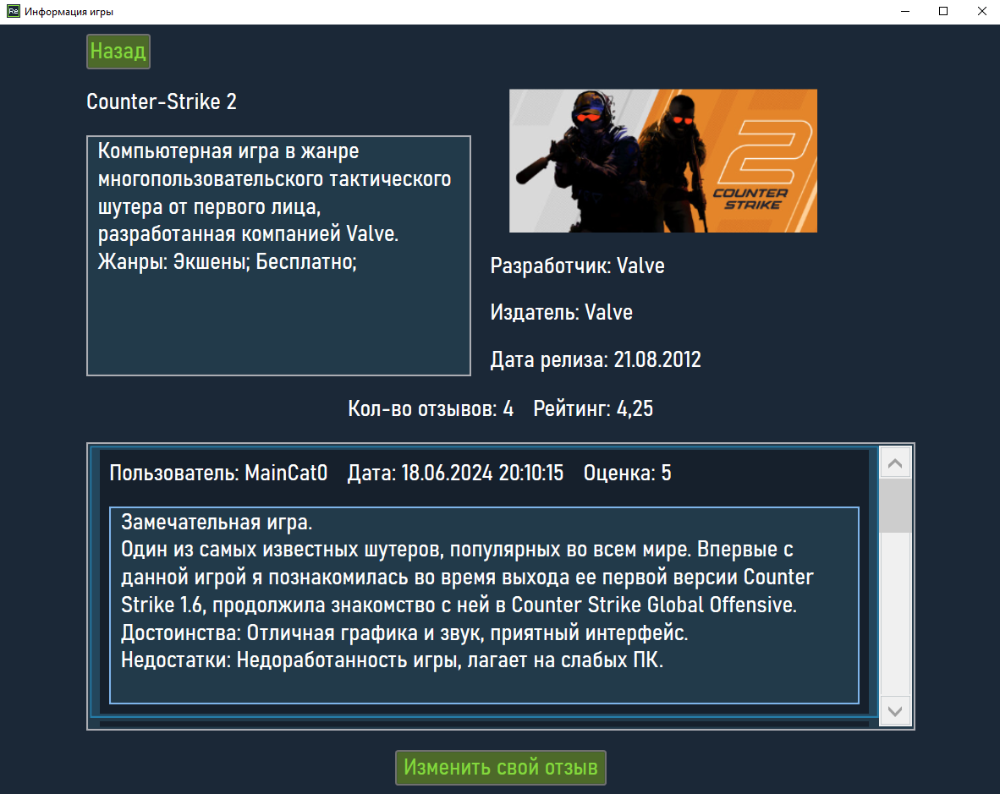 Re Информация игры
Назад
Counter-Strike 2
Компьютерная игра в жанре
многопользовательского тактического
шутера от первого лица,
разработанная компанией Valve.
Жанры: Экшены; Бесплатно;
2
COUNTER
STRIKE
Разработчик: Valve
Издатель: Valve
Дата релиза: 21.08.2012
Кол-во отзывов: 4 Рейтинг: 4,25
Пользователь: MainCat0 Дата: 18.06.2024 20:10:15 Оценка: 5
Замечательная игра.
Один из самых известных шутеров, популярных во всем мире. Впервые с
данной игрой я познакомилась во время выхода ее первой версии Counter
Strike 1.6, продолжила знакомство с ней в Counter Strike Global Offensive.
Достоинства: Отличная графика и звук, приятный интерфейс.
Недостатки: Недоработанность игры, лагает на слабых ПК.
Изменить свой отзыв